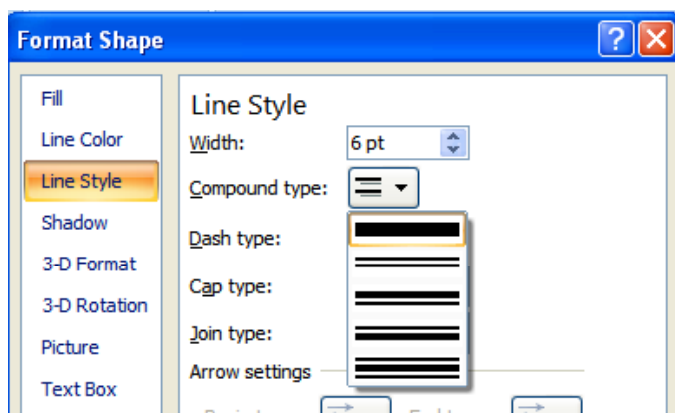 Format Shape
?
Fill
Line Color
Line Style
Shadow
3-D Format
3-D Rotation
Picture
Text Box
Line Style
Width: 6 pt
Compound type:
Dash type:
Cap type:
Join type:
Arrow settings